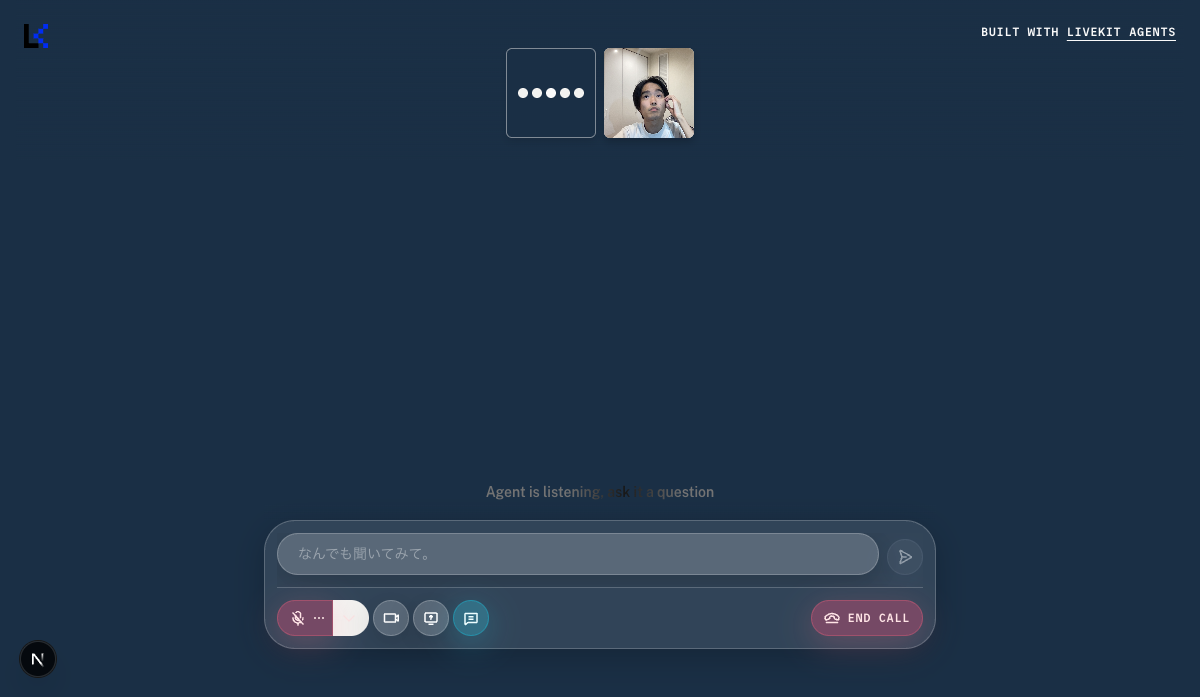 BUILT WITH LIVEKIT AGENTS
Agent is listening, ask it a question
なんでも聞いてみて。
END CALL
N